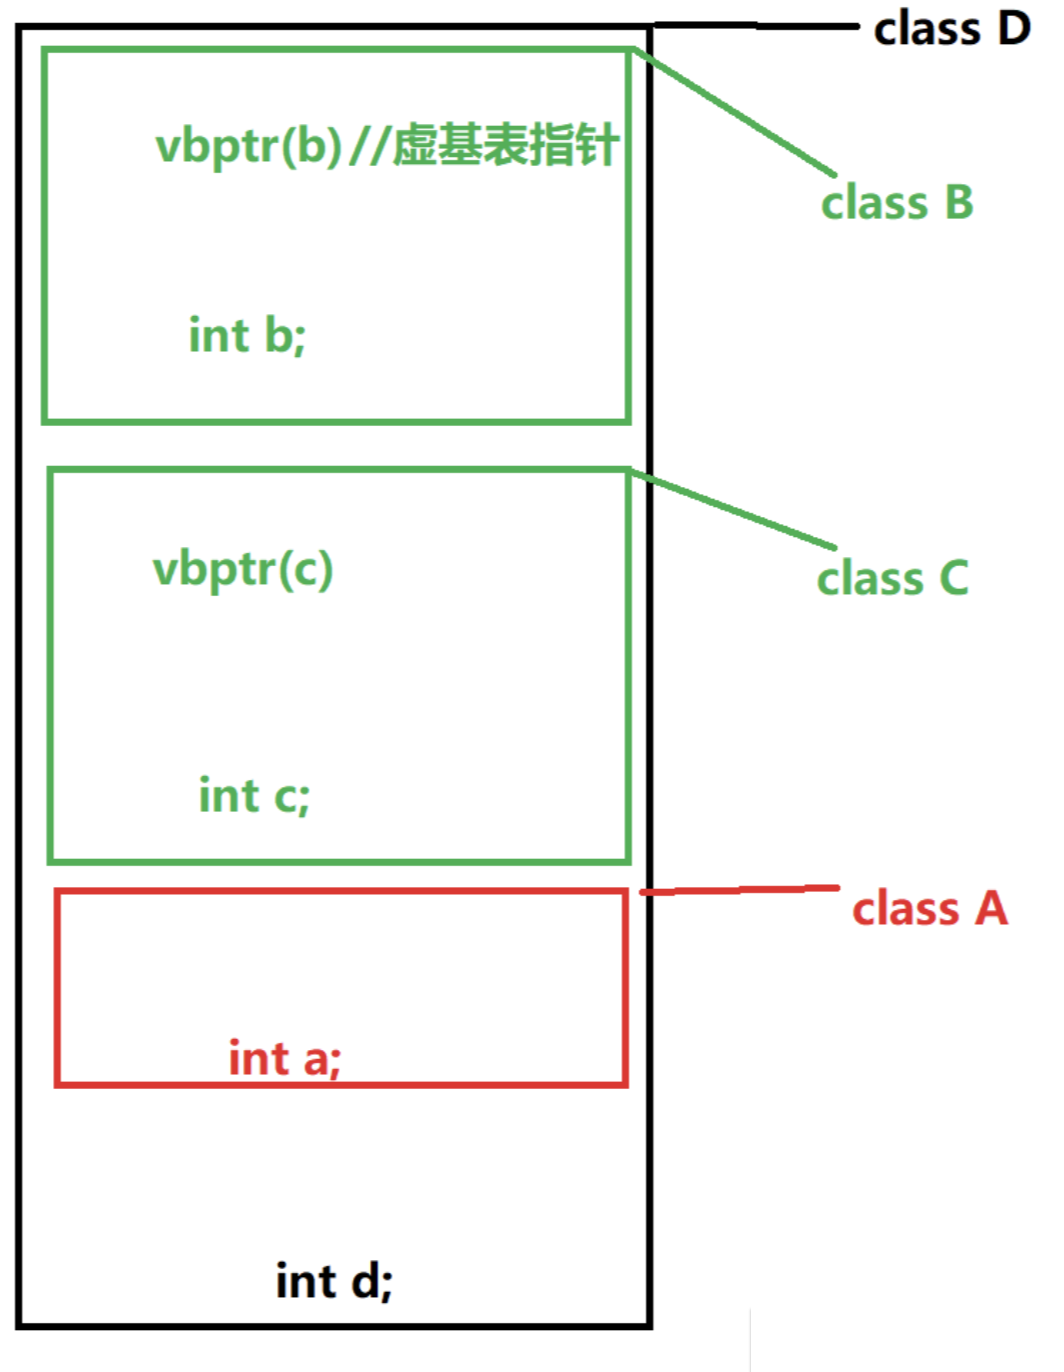 class D
vbptr(b)//虚基表指针
class B
int b;
vbptr(c)
class C
int c;
class A
int a;
int d;